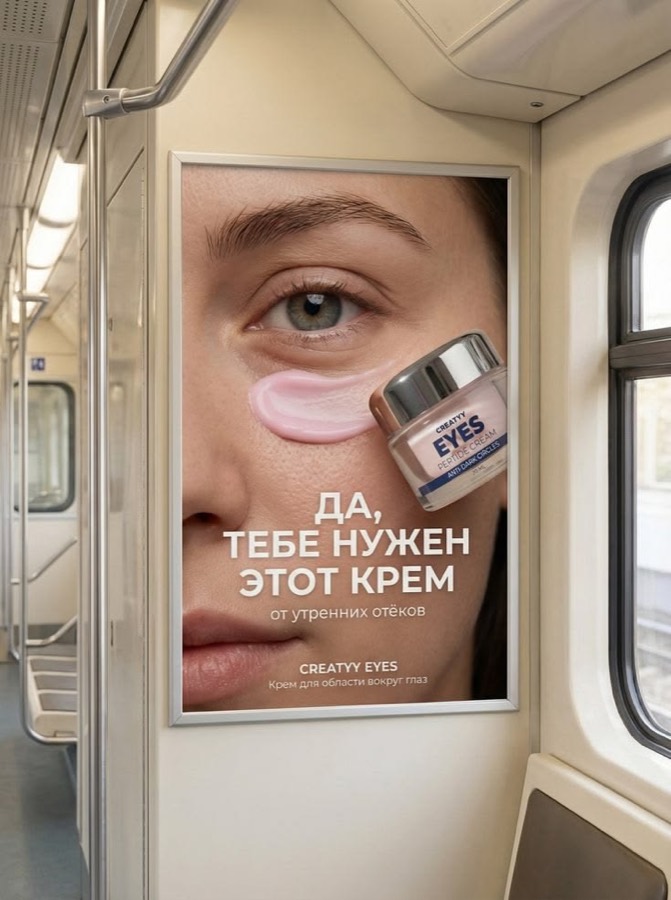 CREATYY
EYES
PEPTIDE CREAM
ANTI-DARK CIRCLES
ДА,
ТЕБЕ НУЖЕН
ЭТОТ КРЕМ
от утренних отёков
CREATYY EYES
Крем для области вокруг глаз